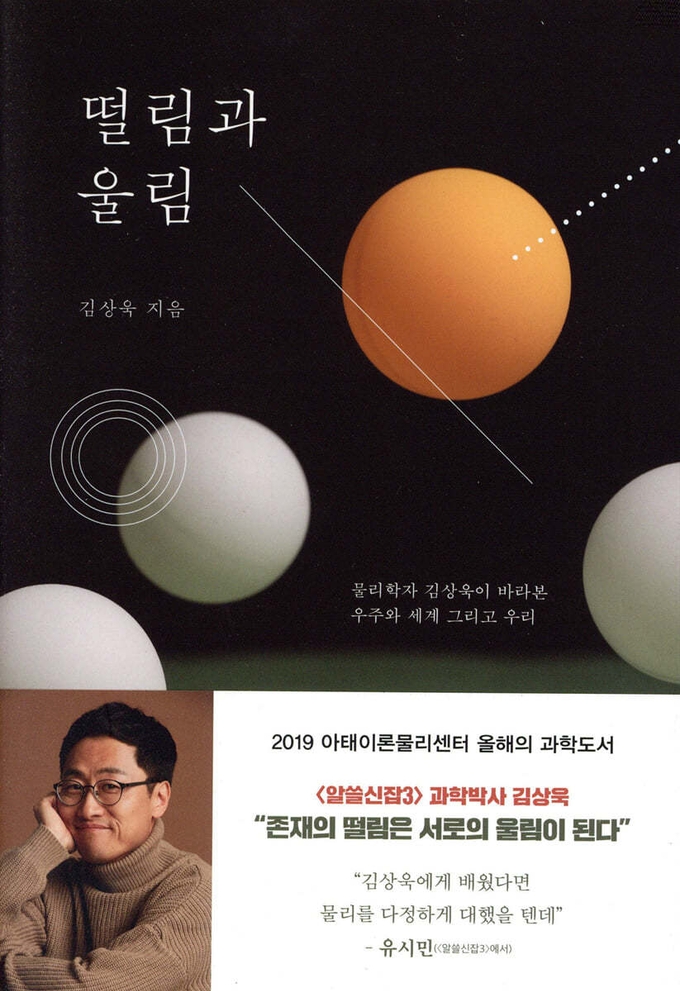 떨림과
울림
김상욱 지음
물리학자 김상욱이 바라본
우주와 세계 그리고 우리
2019 아태이론물리센터 올해의 과학도서
〈알쓸신잡3〉 과학박사 김상욱
“존재의 떨림은 서로의 울림이 된다”
“김상욱에게 배웠다면
물리를 다정하게 대했을 텐데”
- 유시민(〈알쓸신잡3〉에서)